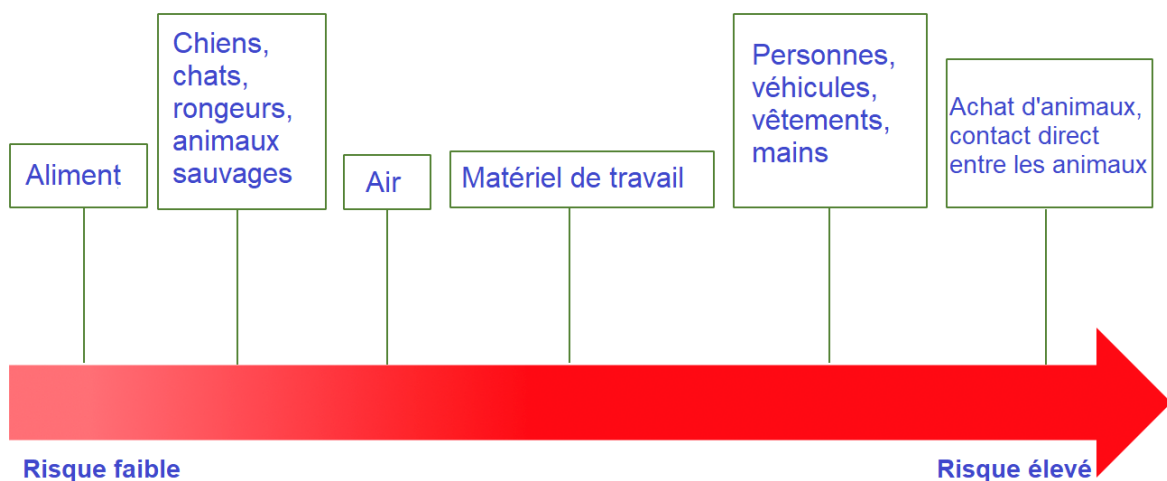 Aliment
Chiens,
chats,
rongeurs,
animaux
sauvages
Air
Matériel de travail
Personnes,
véhicules,
vêtements,
mains
Achat d'animaux,
contact direct
entre les animaux
Risque faible
Risque élevé